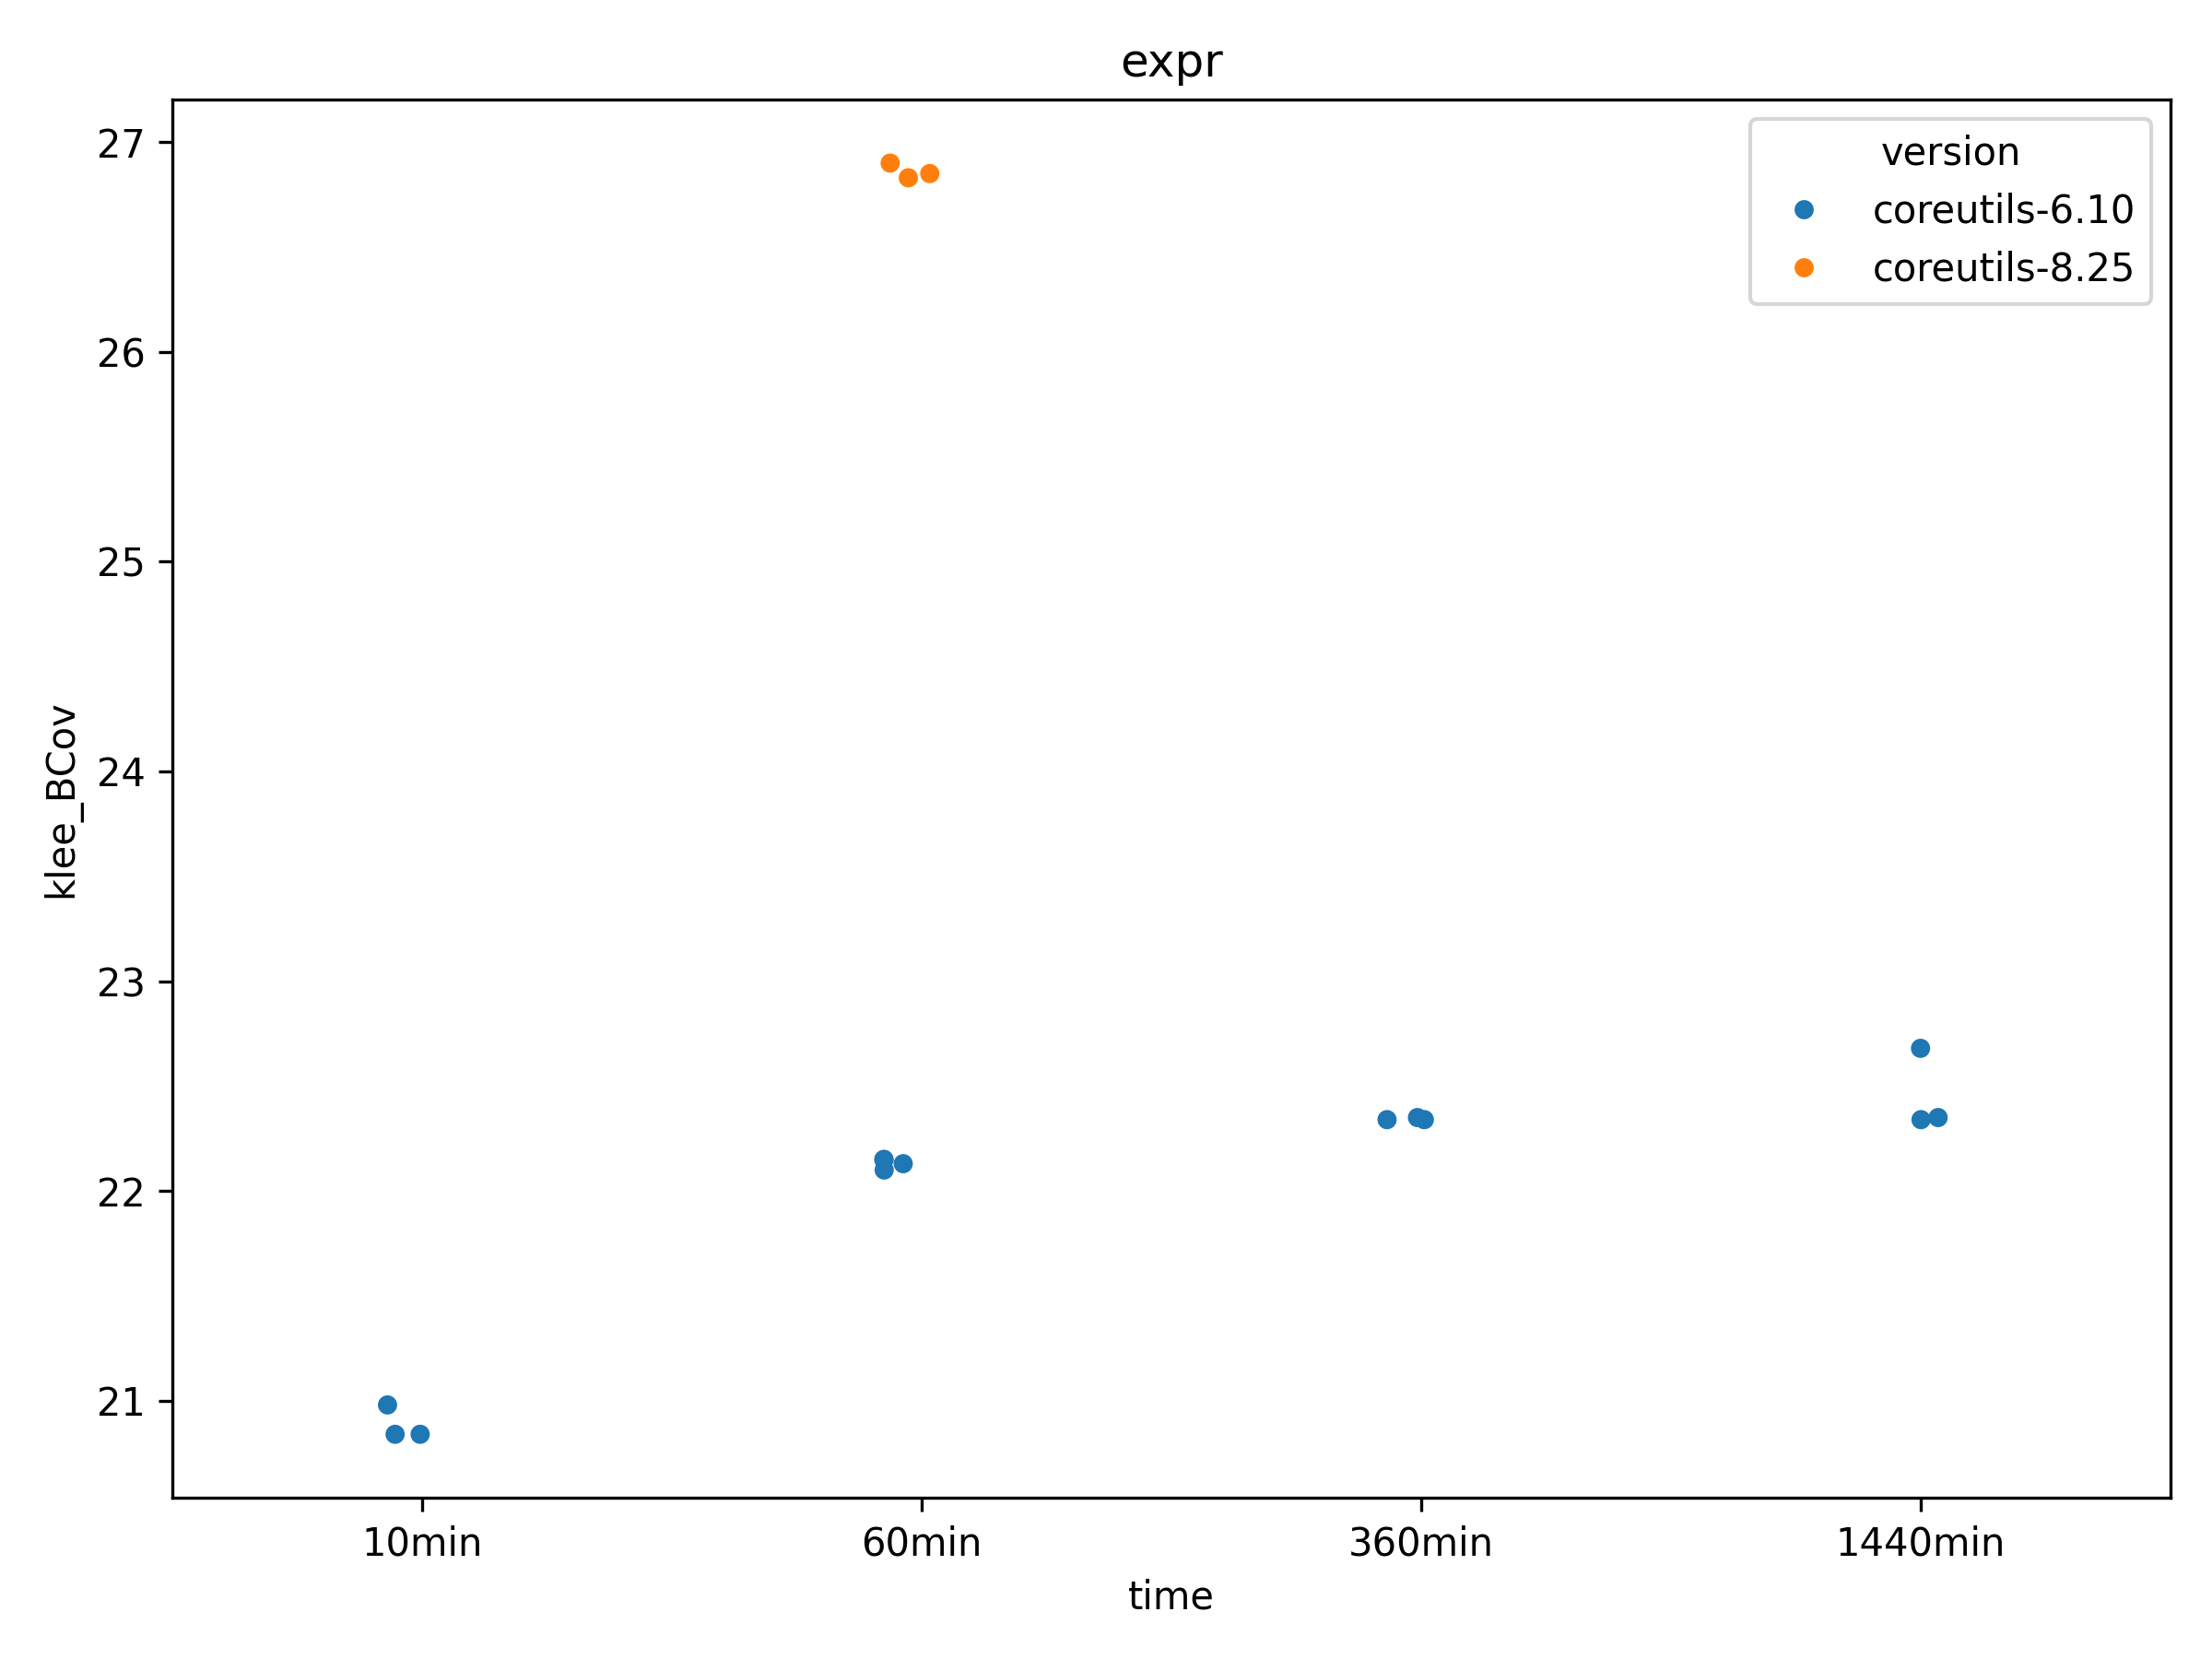 expr
version
coreutils-6.10
coreutils-8.25
27
26
25
24
23
22
21
klee_BCov
10min
60min
360min
1440min
time